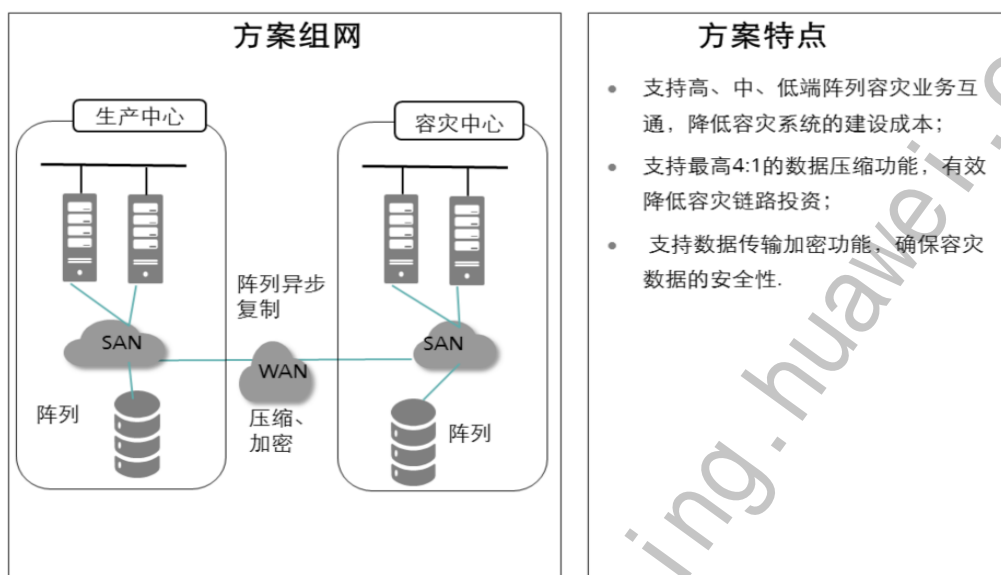 方案组网
生产中心
容灾中心
阵列异步
复制
SAN
SAN
WAN
阵列
压缩、
加密
阵列
方案特点
支持高、中、低端阵列容灾业务互
通，降低容灾系统的建设成本；
支持最高4:1的数据压缩功能，有效
降低容灾链路投资；
支持数据传输加密功能，确保容灾
数据的安全性.
ing.huawei.c